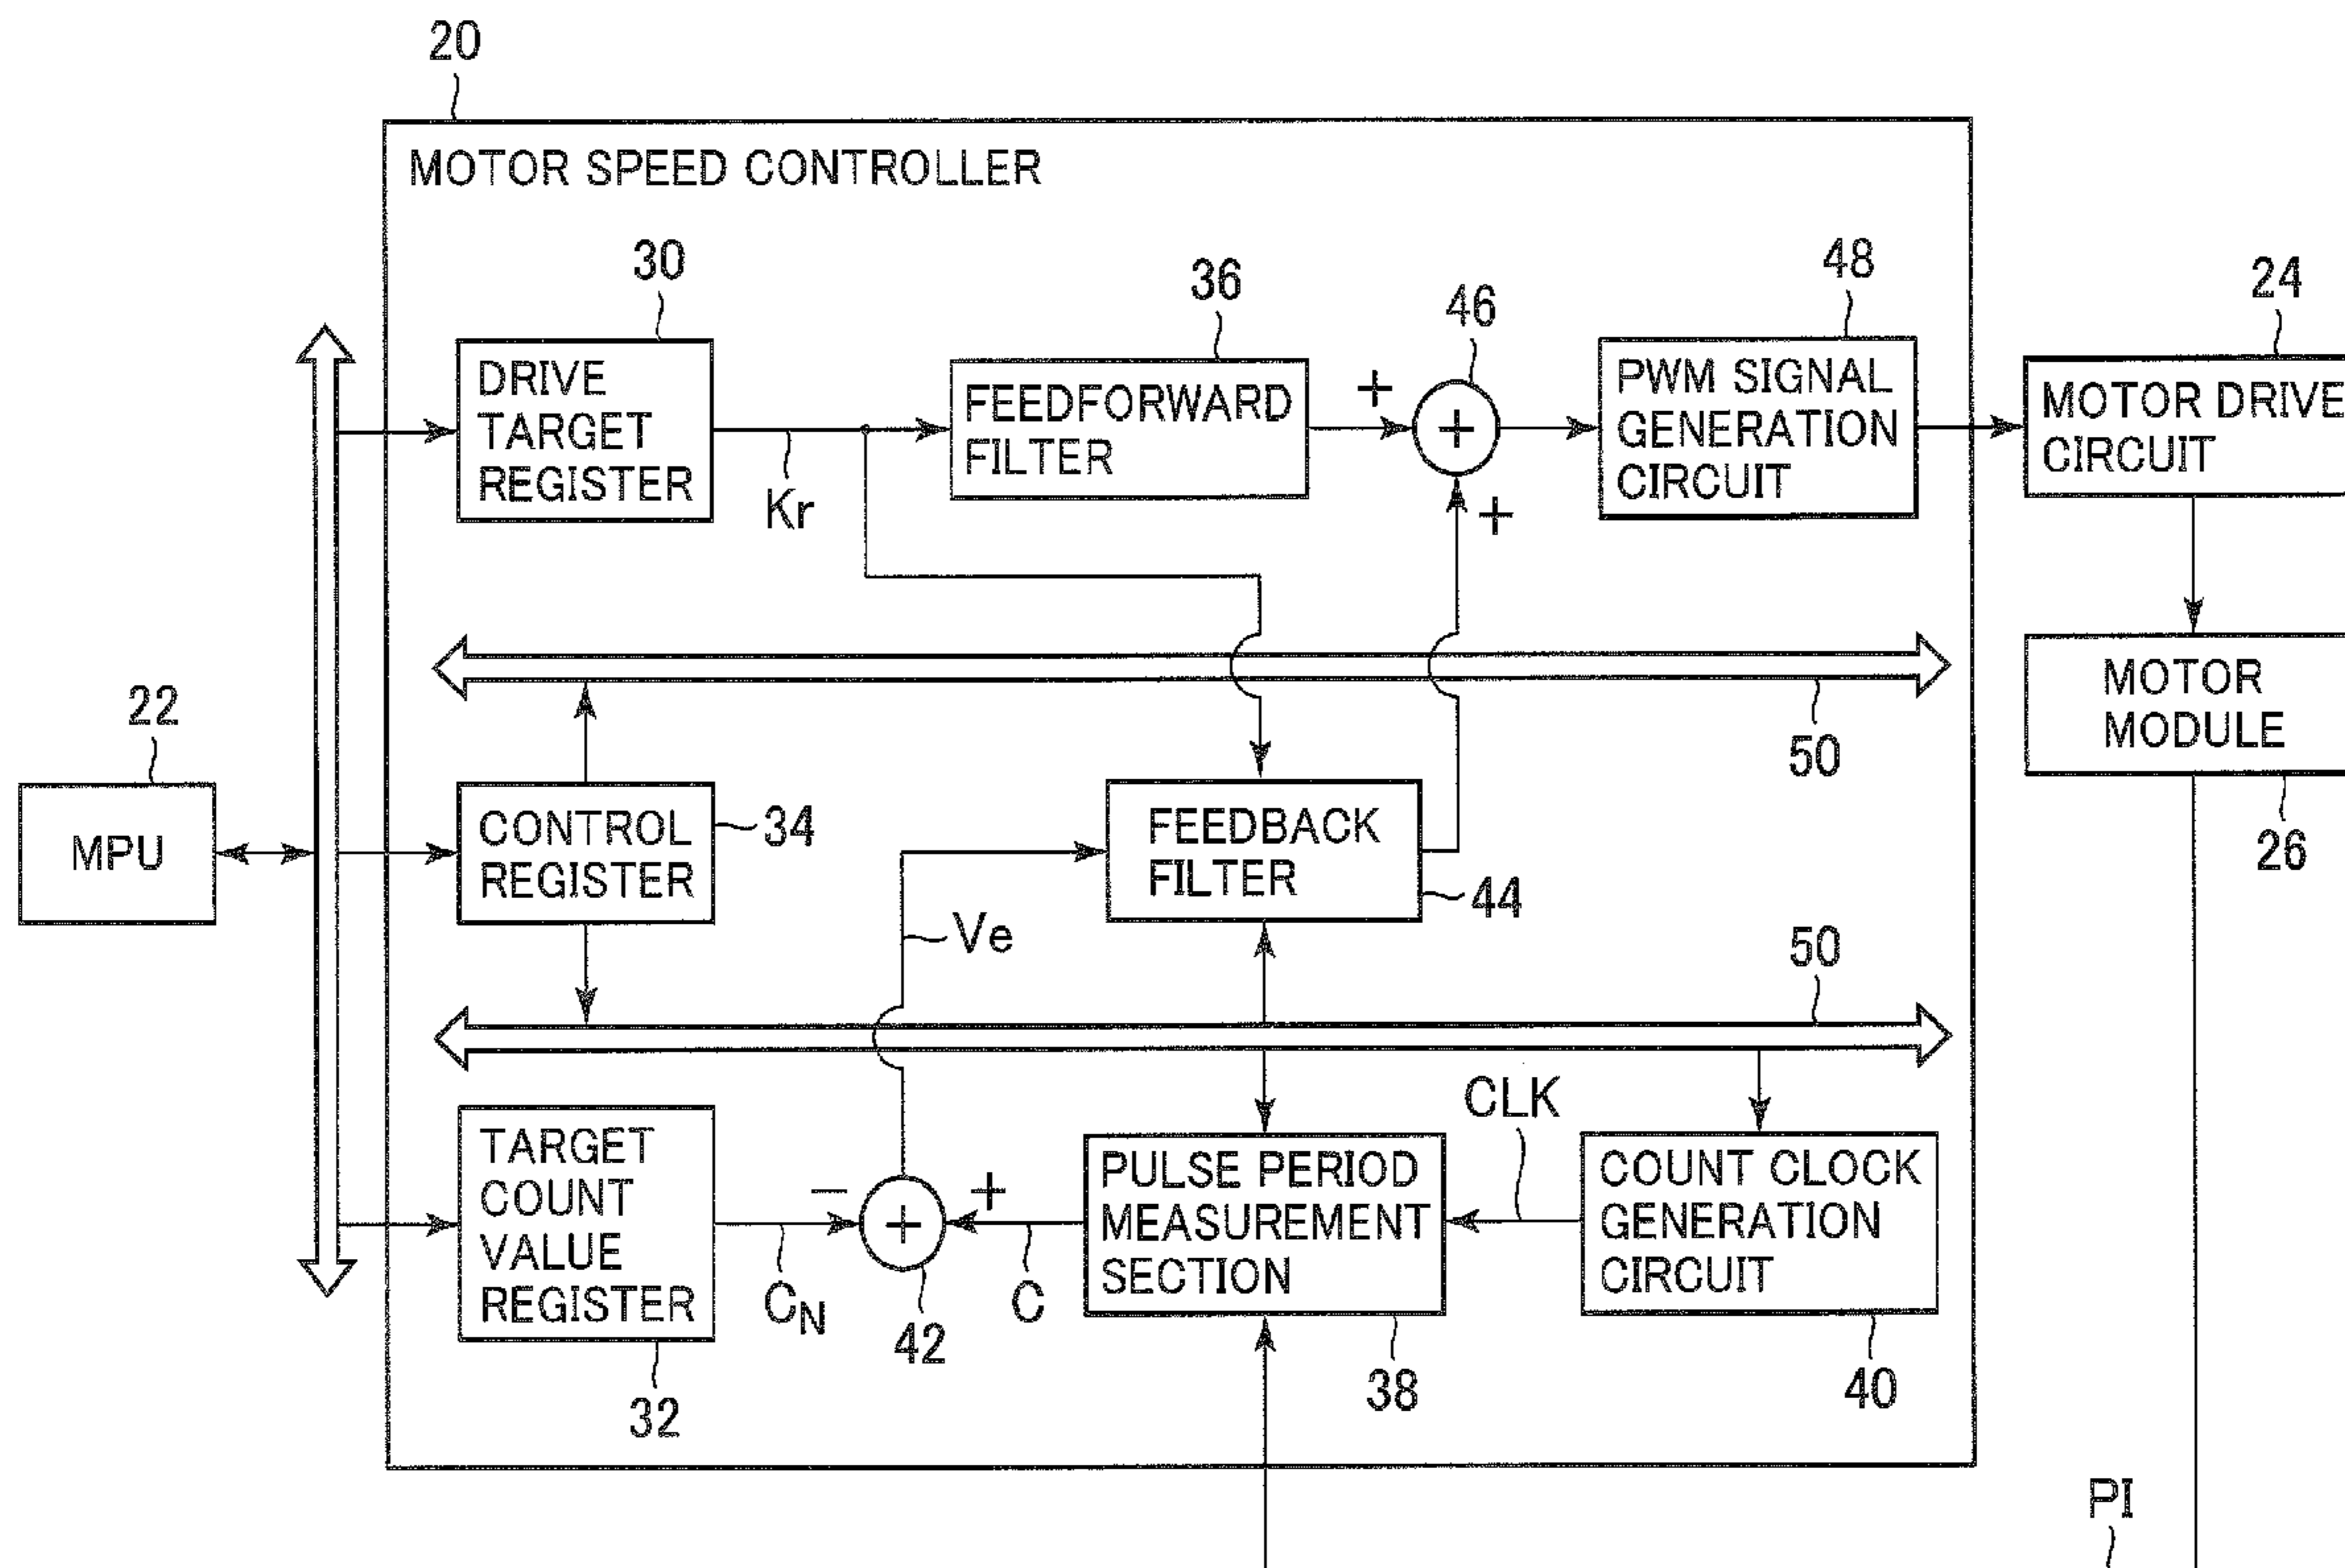 20
MOTOR SPEED CONTROLLER
30
36
46
48
24
DRIVE
TARGET
REGISTER
Kr
FEEDFORWARD
FILTER
+
+
+
PWM SIGNAL
GENERATION
CIRCUIT
MOTOR DRIVE
CIRCUIT
50
MOTOR
MODULE
26
22
MPU
CONTROL
REGISTER
34
FEEDBACK
FILTER
44
Ve
50
TARGET
COUNT
VALUE
REGISTER
32
CN
−
+
+
42
C
PULSE PERIOD
MEASUREMENT
SECTION
38
CLK
COUNT CLOCK
GENERATION
CIRCUIT
40
PI